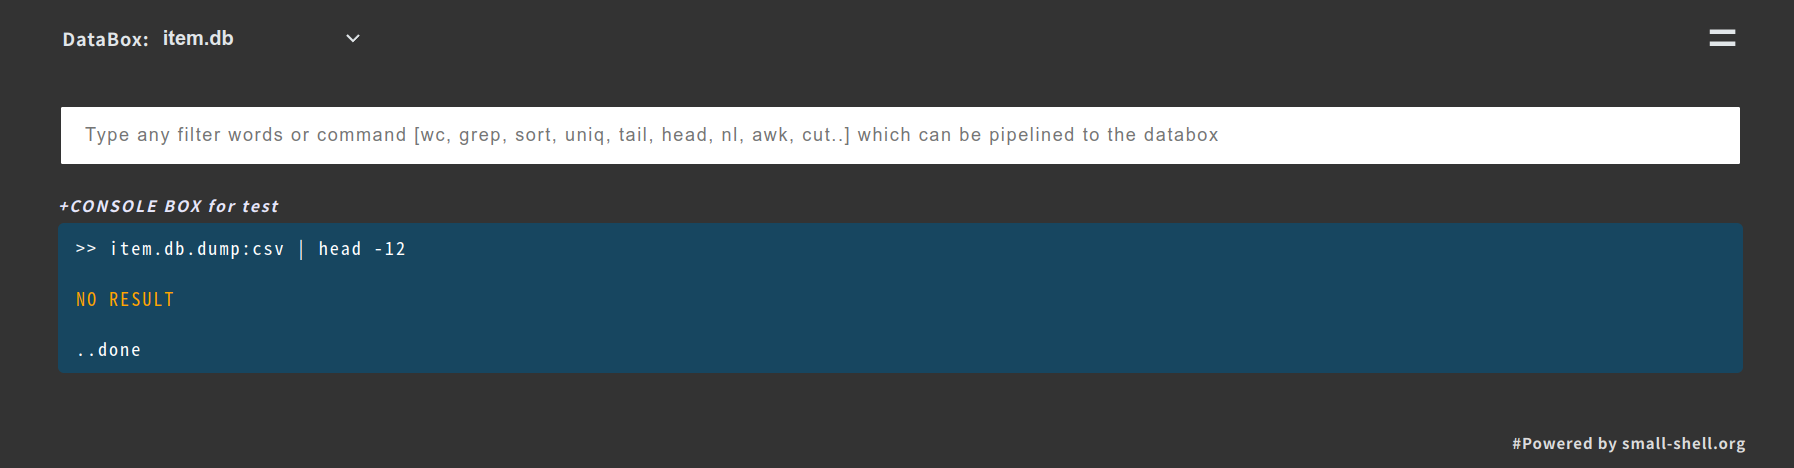 DataBox: item.db
Type any filter words or command [wc, grep, sort, uniq, tail, head, nl, awk, cut..] which can be pipelined to the databox
+CONSOLE BOX for test
>> item.db.dump:csv | head -12
NO RESULT
..done
#Powered by small-shell.org